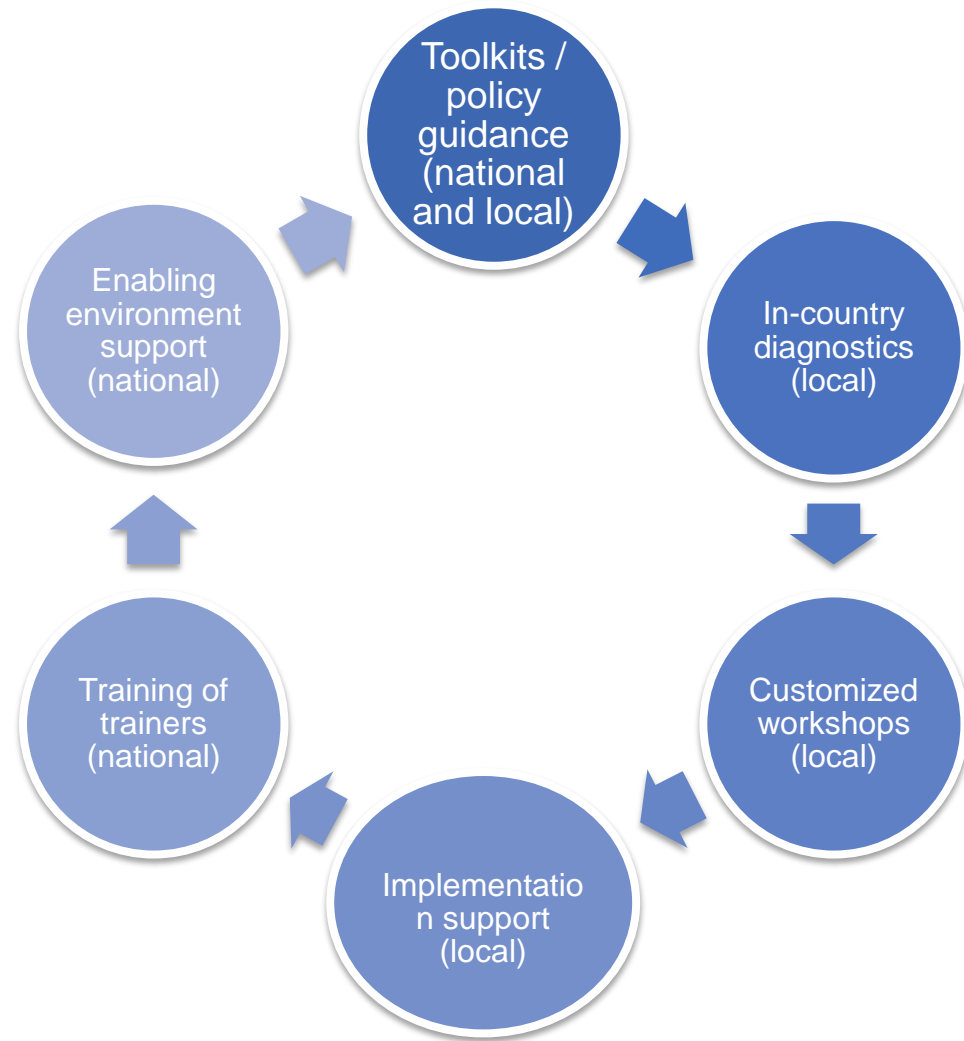 Toolkits /
policy
guidance
(national
and local)
In-country
diagnostics
(local)
Customized
workshops
(local)
Implementatio
n support
(local)
Training of
trainers
(national)
Enabling
environment
support
(national)